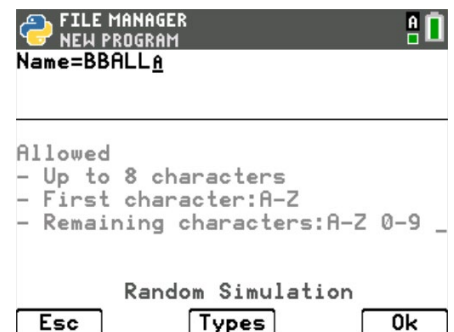 FILE MANAGER
NEW PROGRAM
A
Name=BBALLA
Allowed
- Up to 8 characters
- First character:A-Z
- Remaining characters:A-Z 0-9 _
Random Simulation
Esc Types Ok